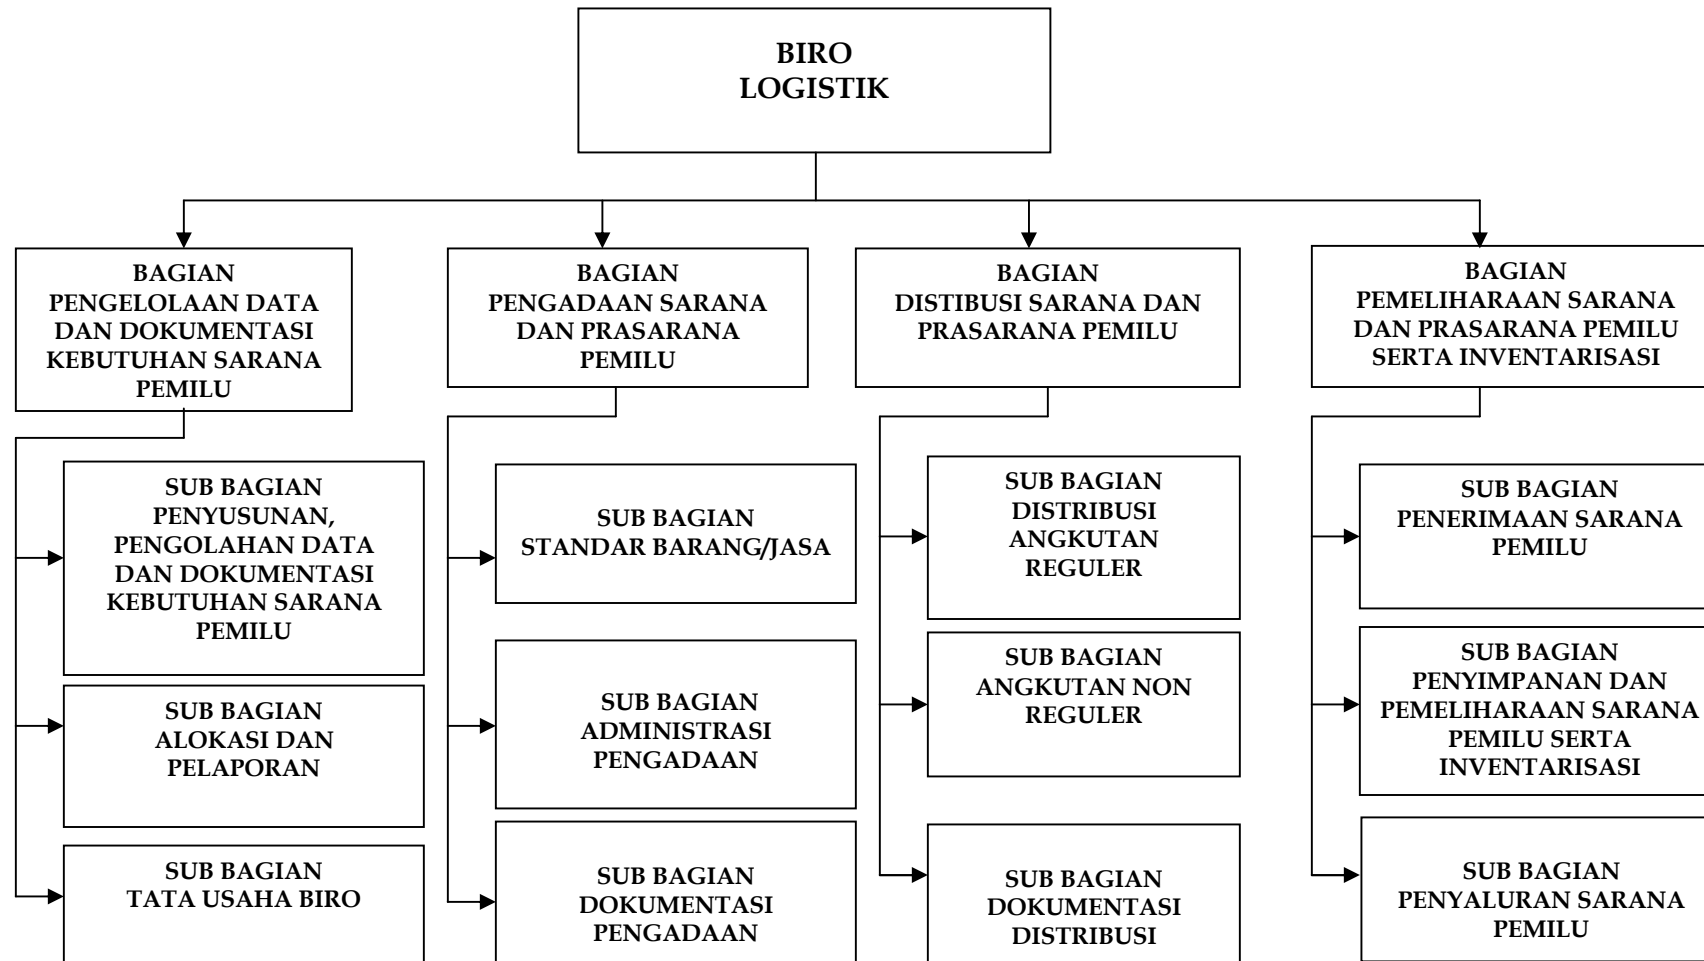 BIRO
LOGISTIK
BAGIAN
PENGELOLAAN DATA
DAN DOKUMENTASI
KEBUTUHAN SARANA
PEMILU
BAGIAN
PENGADAAN SARANA
DAN PRASARANA
PEMILU
BAGIAN
DISTIBUSI SARANA DAN
PRASARANA PEMILU
BAGIAN
PEMELIHARAAN SARANA
DAN PRASARANA PEMILU
SERTA INVENTARISASI
SUB BAGIAN
PENYUSUNAN,
PENGOLAHAN DATA
DAN DOKUMENTASI
KEBUTUHAN SARANA
PEMILU
SUB BAGIAN
STANDAR BARANG/JASA
SUB BAGIAN
DISTRIBUSI
ANGKUTAN
REGULER
SUB BAGIAN
PENERIMAAN SARANA
PEMILU
SUB BAGIAN
ALOKASI DAN
PELAPORAN
SUB BAGIAN
ADMINISTRASI
PENGADAAN
SUB BAGIAN
ANGKUTAN NON
REGULER
SUB BAGIAN
PENYIMPANAN DAN
PEMELIHARAAN SARANA
PEMILU SERTA
INVENTARISASI
SUB BAGIAN
TATA USAHA BIRO
SUB BAGIAN
DOKUMENTASI
PENGADAAN
SUB BAGIAN
DOKUMENTASI
DISTRIBUSI
SUB BAGIAN
PENYALURAN SARANA
PEMILU